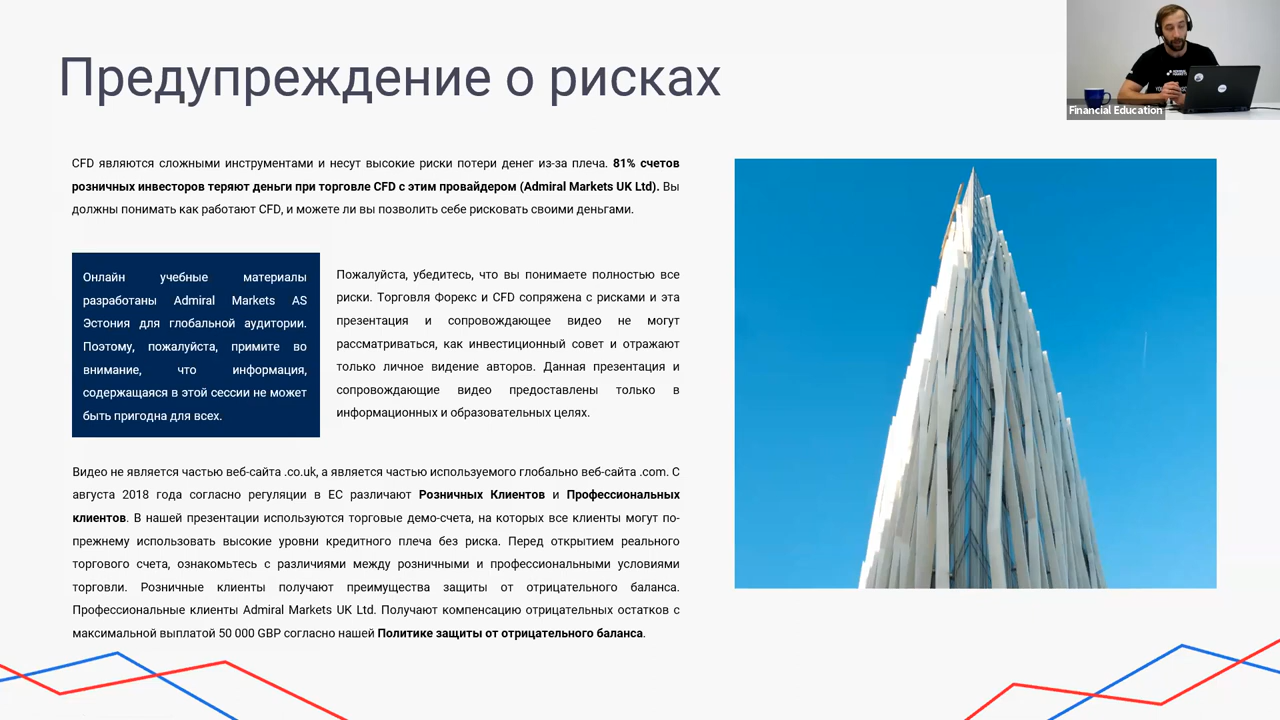 Предупреждение о рисках
Financial Education
CFD являются сложными инструментами и несут высокие риски потери денег из-за плеча. 81% счетов
розничных инвесторов теряют деньги при торговле CFD с этим провайдером (Admiral Markets UK Ltd). Вы
должны понимать как работают CFD, и можете ли вы позволить себе рисковать своими деньгами.
Онлайн учебные материалы
разработаны Admiral Markets AS
Эстония для глобальной аудитории.
Поэтому, пожалуйста, примите во
внимание, что информация,
содержащаяся в этой сессии не может
быть пригодна для всех.
Пожалуйста, убедитесь, что вы понимаете полностью все
риски. Торговля Форекс и CFD сопряжена с рисками и эта
презентация и сопровождающее видео не могут
рассматриваться, как инвестиционный совет и отражают
только личное видение авторов. Данная презентация и
сопровождающие видео предоставлены только в
информационных и образовательных целях.
Видео не является частью веб-сайта .co.uk, а является частью используемого глобально веб-сайта .com. С
августа 2018 года согласно регуляции в ЕС различают Розничных Клиентов и Профессиональных
клиентов. В нашей презентации используются торговые демо-счета, на которых все клиенты могут по-
прежнему использовать высокие уровни кредитного плеча без риска. Перед открытием реального
торгового счета, ознакомьтесь с различиями между розничными и профессиональными условиями
торговли. Розничные клиенты получают преимущества защиты от отрицательного баланса.
Профессиональные клиенты Admiral Markets UK Ltd. Получают компенсацию отрицательных остатков с
максимальной выплатой 50 000 GBP согласно нашей Политике защиты от отрицательного баланса.